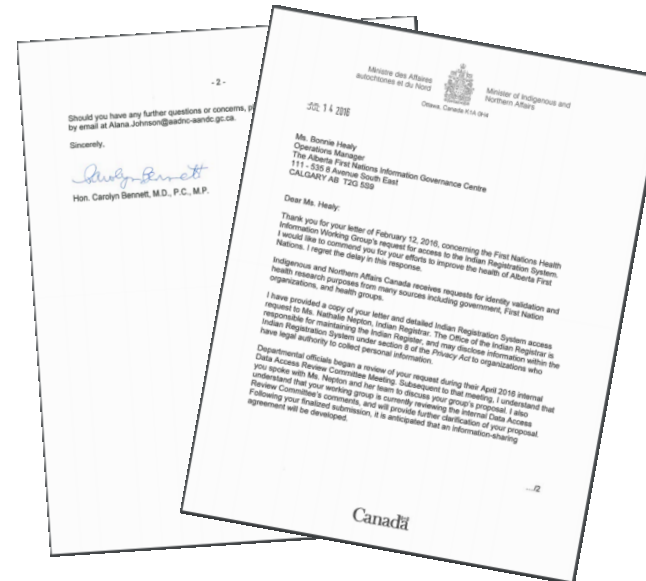 Ministre des Affaires
autochtones et du Nord
Minister of Indigenous and
Northern Affairs
Ottawa, Canada K1A 0H4
JUL 14 2016
Ms. Bonnie Healy
Operations Manager
The Alberta First Nations Information Governance Centre
111 - 535 8 Avenue South East
CALGARY AB T2G 5S9
Dear Ms. Healy:
Thank you for your letter of February 12, 2016, concerning the First Nations Health
Information Working Group's request for access to the Indian Registration System.
I would like to commend you for your efforts to improve the health of Alberta First
Nations. I regret the delay in this response.
Indigenous and Northern Affairs Canada receives requests for identity validation and
health research purposes from many sources including government, First Nation
organizations, and health groups.
I have provided a copy of your letter and detailed Indian Registration System access
request to Ms. Nathalie Nepton, Indian Registrar. The Office of the Indian Registrar is
responsible for maintaining the Indian Register, and may disclose information within the
Indian Registration System under section 8 of the Privacy Act to organizations who
have legal authority to collect personal information.
Departmental officials began a review of your request during their April 2016 internal
Data Access Review Committee Meeting. Subsequent to that meeting, I understand that
you spoke with Ms. Nepton and her team to discuss your group's proposal. I also
understand that your working group is currently reviewing the internal Data Access
Review Committee's comments, and will provide further clarification of your proposal.
Following your finalized submission, it is anticipated that an information-sharing
agreement will be developed.
.../2
Canada
- 2 -
Should you have any further questions or concerns, pl
by email at Alana.Johnson@aadnc-aandc.gc.ca.
Sincerely,
Carolyn Bennett
Hon. Carolyn Bennett, M.D., P.C., M.P.